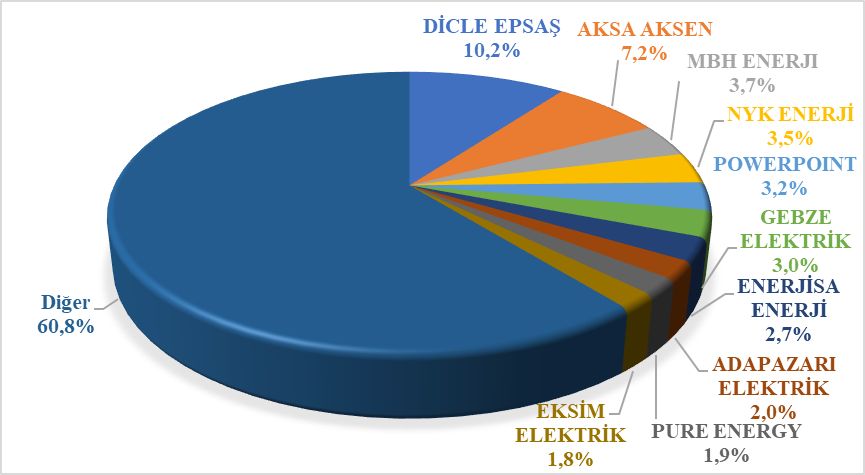 DİCLE EPSAŞ
10,2%
AKSA AKSEN
7,2%
MBH ENERJI
3,7%
NYK ENERJİ
3,5%
POWERPOINT
3,2%
GEBZE
ELEKTRİK
3,0%
ENERJİSA
ENERJİ
2,7%
ADAPAZARI
ELEKTRİK
2,0%
PURE ENERGY
1,9%
EKSİM
ELEKTRİK
1,8%
Diğer
60,8%